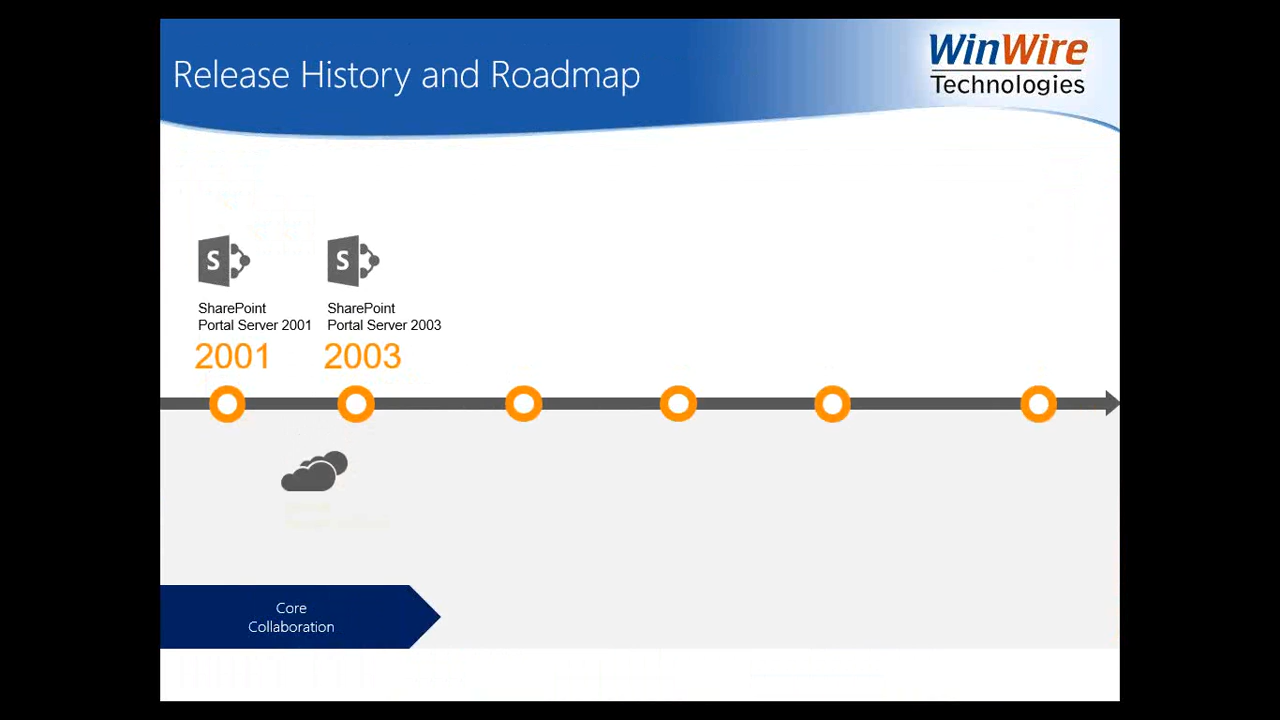 Release History and Roadmap
WinWire
Technologies
S
S
SharePoint
Portal Server 2001
SharePoint
Portal Server 2003
2001
2003
Core
Collaboration